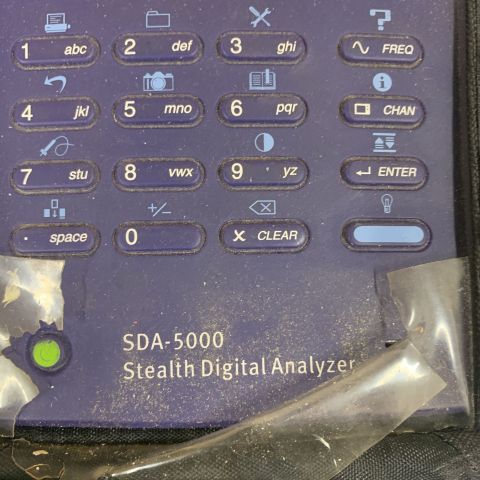 1 abc 2 def 3 ghi FREQ
4 jkl 5 mno 6 pqr CHAN
7 stu 8 vwx 9 yz ENTER
+/-
. space 0 x CLEAR
SDA-5000
Stealth Digital Analyzer